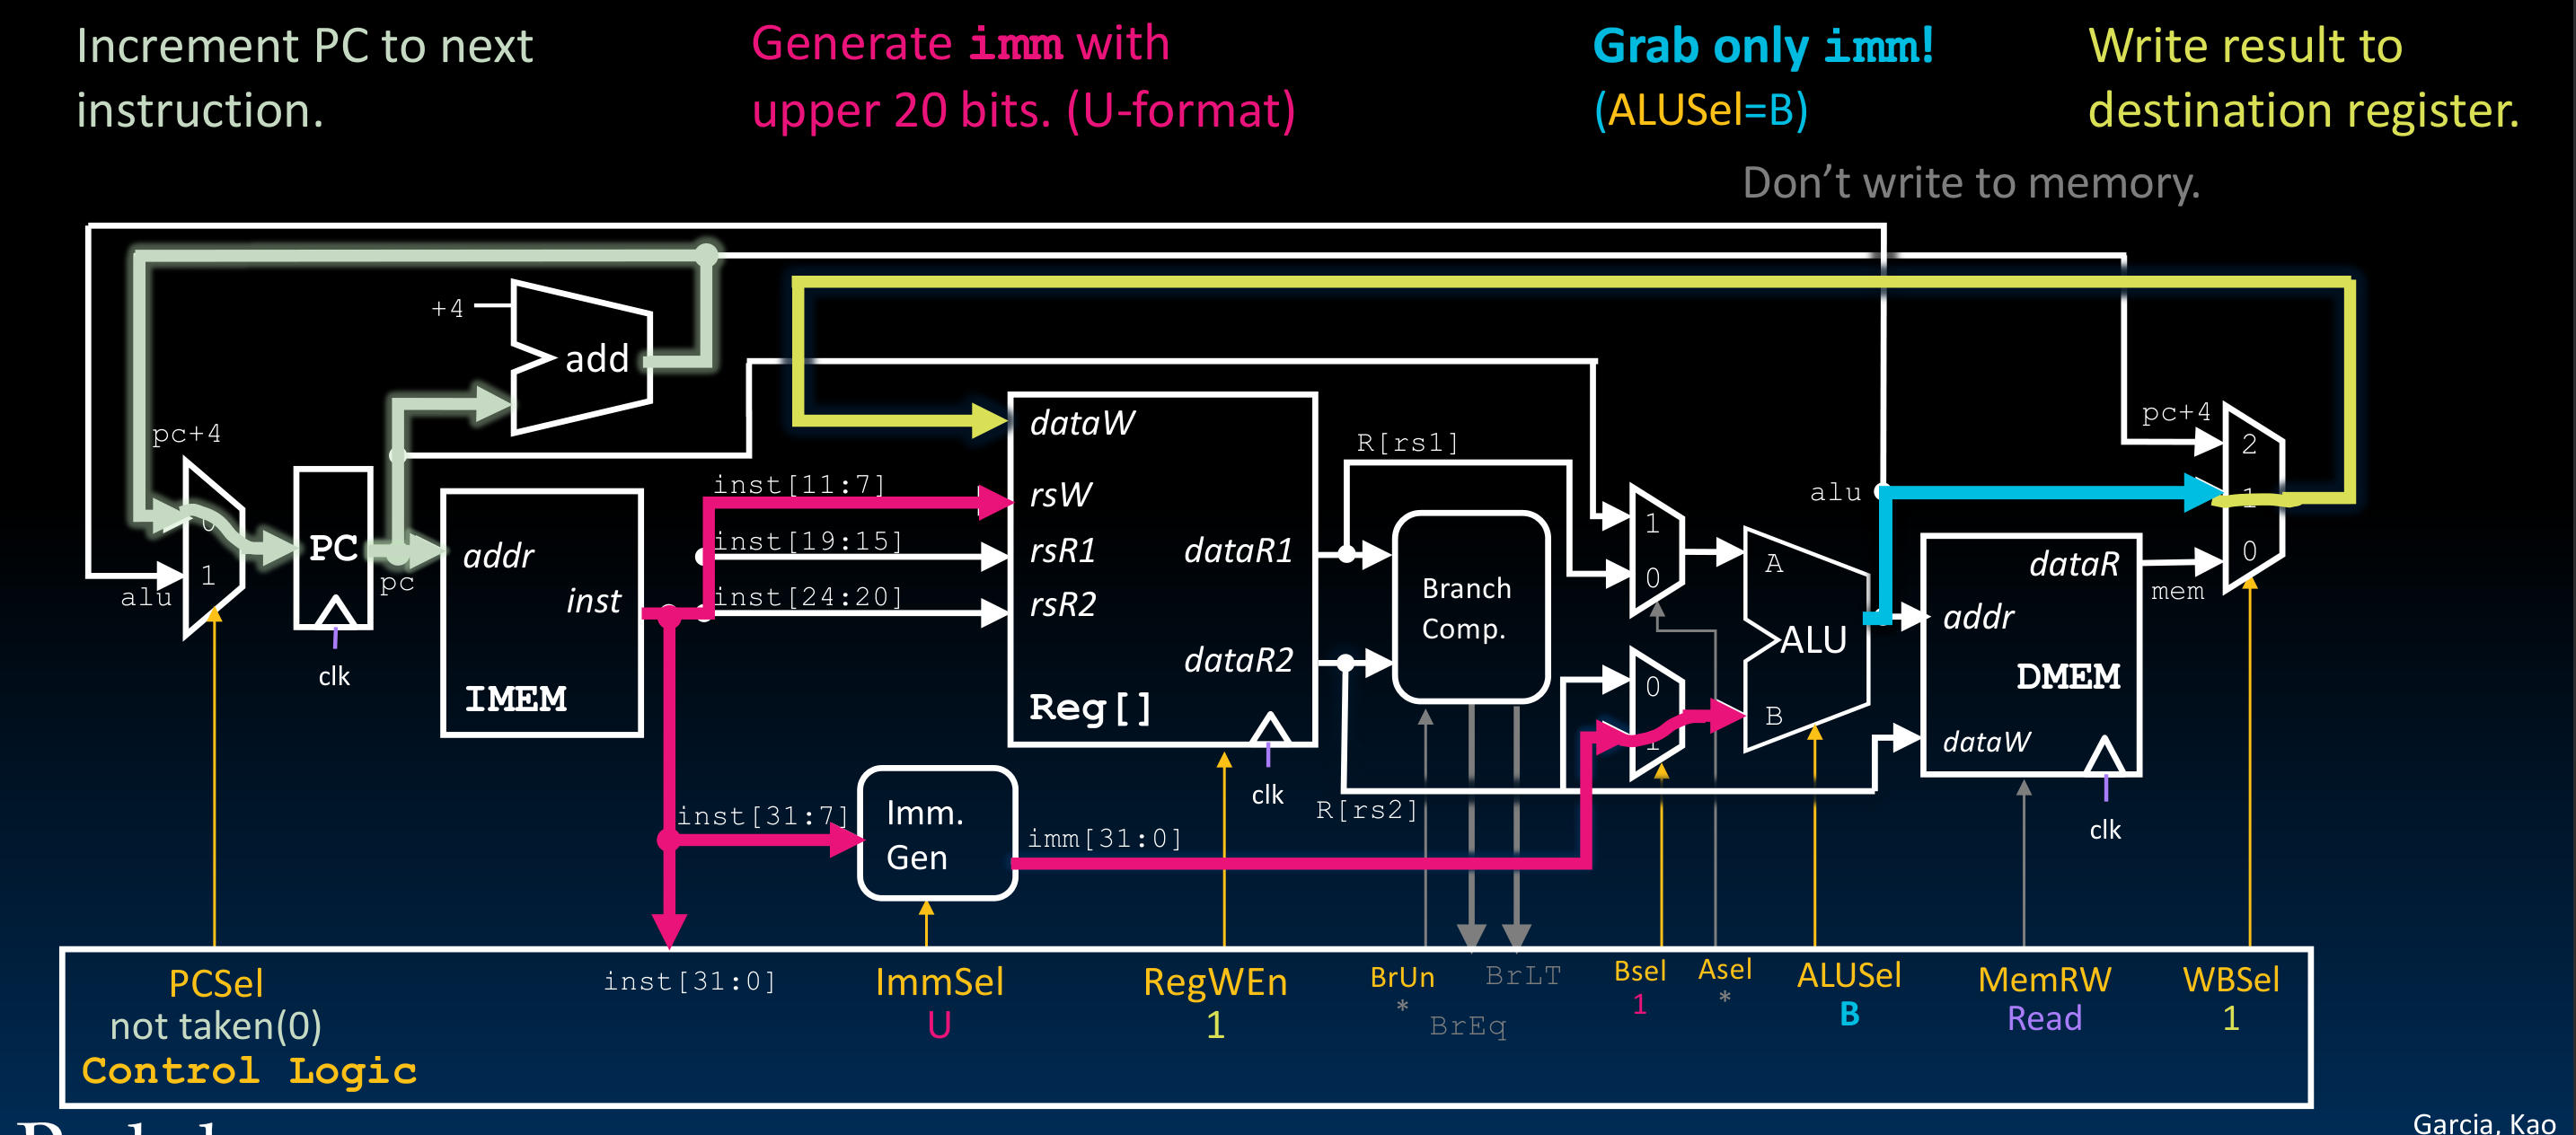 Increment PC to next
instruction.
Generate imm with
upper 20 bits. (U-format)
Grab only imm!
(ALUSel=B)
Write result to
destination register.
Don't write to memory.
+4
add
pc+4
0
1
alu
PC
clk
pc
addr
inst
IMEM
inst[11:7]
inst[19:15]
inst[24:20]
inst[31:7]
Imm.
Gen
imm[31:0]
dataW
rsW
rsR1
rsR2
dataR1
dataR2
Reg[]
clk
R[rs1]
R[rs2]
Branch
Comp.
1
0
0
1
A
B
ALU
alu
addr
dataR
DMEM
dataW
clk
pc+4
mem
2
1
0
PCSel
not taken(0)
Control Logic
inst[31:0]
ImmSel
U
RegWEn
1
BrUn
*
BrEq
BrLT
Bsel
1
Asel
*
ALUSel
B
MemRW
Read
WBSel
1
Garcia, Kao